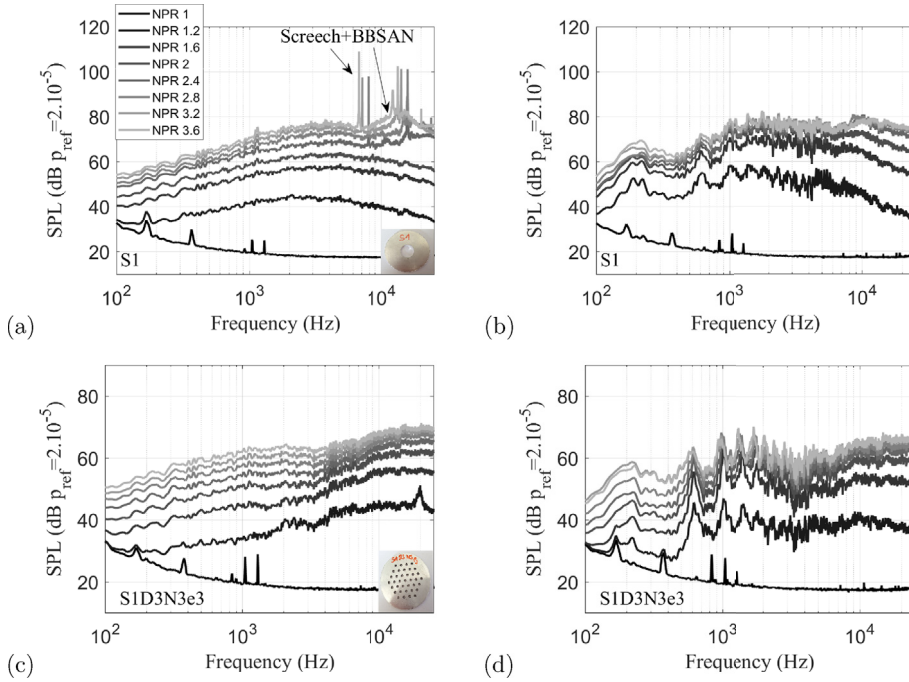 (a)
SPL (dB p_ref=2.10^-5)
120
100
80
60
40
20
NPR 1
NPR 1.2
NPR 1.6
NPR 2
NPR 2.4
NPR 2.8
NPR 3.2
NPR 3.6
Screech+BBSAN
S1
S1
10^2
10^3
10^4
Frequency (Hz)
(b)
SPL (dB p_ref=2.10^-5)
120
100
80
60
40
20
S1
10^2
10^3
10^4
Frequency (Hz)
(c)
SPL (dB p_ref=2.10^-5)
80
60
40
20
S1D3N3e3
10^2
10^3
10^4
Frequency (Hz)
(d)
SPL (dB p_ref=2.10^-5)
80
60
40
20
S1D3N3e3
10^2
10^3
10^4
Frequency (Hz)